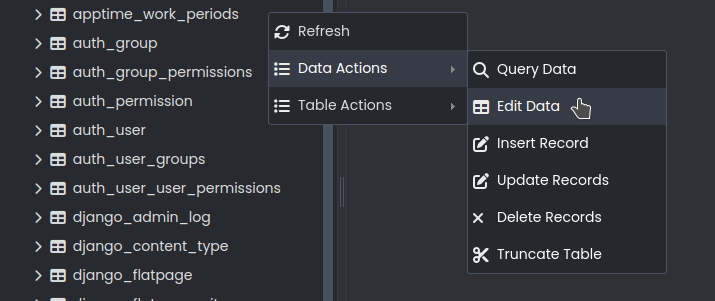 apptime_work_periods
auth_group
auth_group_permissions
auth_permission
auth_user
auth_user_groups
auth_user_user_permissions
django_admin_log
django_content_type
django_flatpage
Refresh
Data Actions
Table Actions
Query Data
Edit Data
Insert Record
Update Records
Delete Records
Truncate Table